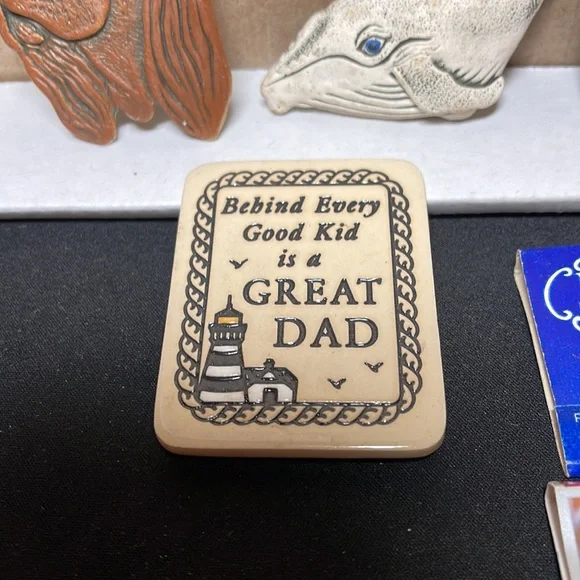 Behind Every
Good Kid
is a
GREAT
DAD